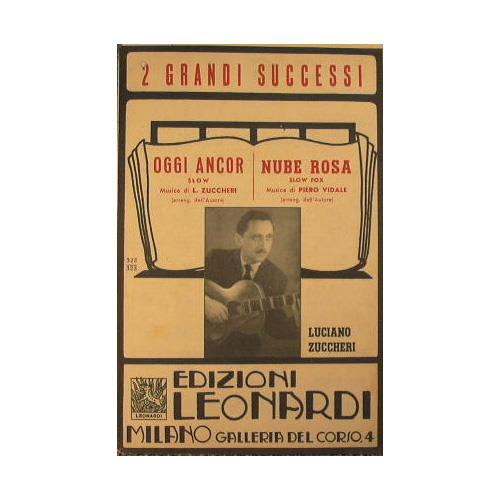 2 GRANDI SUCCESSI
OGGI ANCOR
SLOW
Musica di L. ZUCCHERI
(arrang. dell'Autore)
NUBE ROSA
SLOW FOX
Musica di PIERO VIDALE
(arrang. dell'Autore)
LUCIANO
ZUCCHERI
LEONARDI
EDIZIONI
LEONARDI
MILANO GALLERIA DEL CORSO, 4